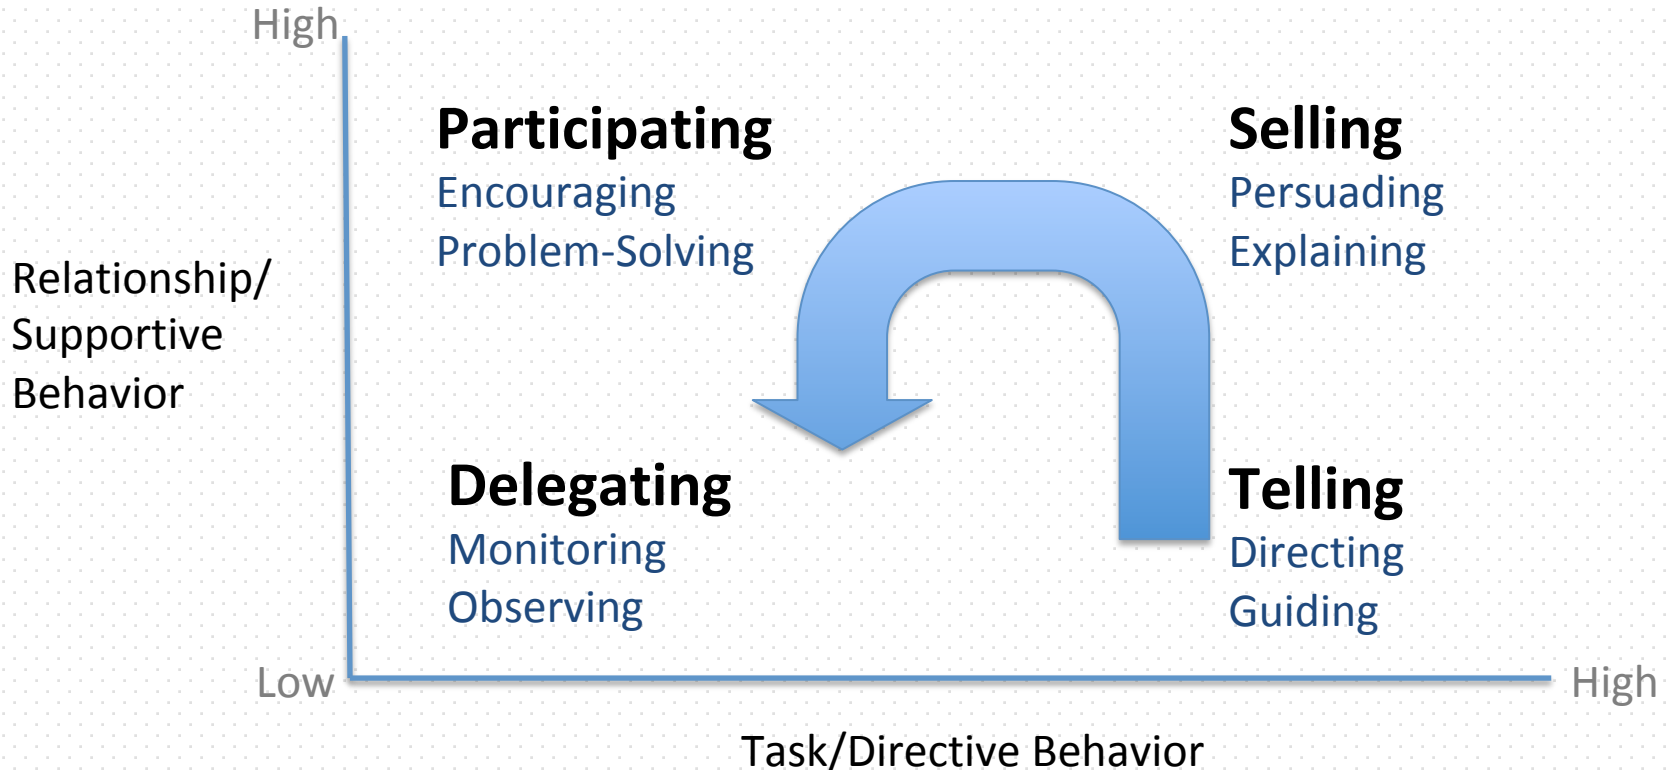 High
Participating
Encouraging
Problem-Solving
Selling
Persuading
Explaining
Relationship/
Supportive
Behavior
Delegating
Monitoring
Observing
Telling
Directing
Guiding
Low
High
Task/Directive Behavior